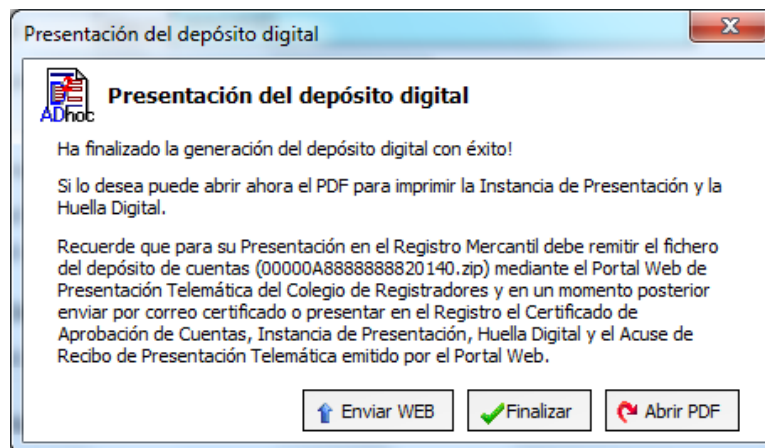 Presentación del depósito digital
x
ADhoc
Presentación del depósito digital
Ha finalizado la generación del depósito digital con éxito!
Si lo desea puede abrir ahora el PDF para imprimir la Instancia de Presentación y la
Huella Digital.
Recuerde que para su Presentación en el Registro Mercantil debe remitir el fichero
del depósito de cuentas (00000A8888888820140.zip) mediante el Portal Web de
Presentación Telemática del Colegio de Registradores y en un momento posterior
enviar por correo certificado o presentar en el Registro el Certificado de
Aprobación de Cuentas, Instancia de Presentación, Huella Digital y el Acuse de
Recibo de Presentación Telemática emitido por el Portal Web.
Enviar WEB
Finalizar
Abrir PDF